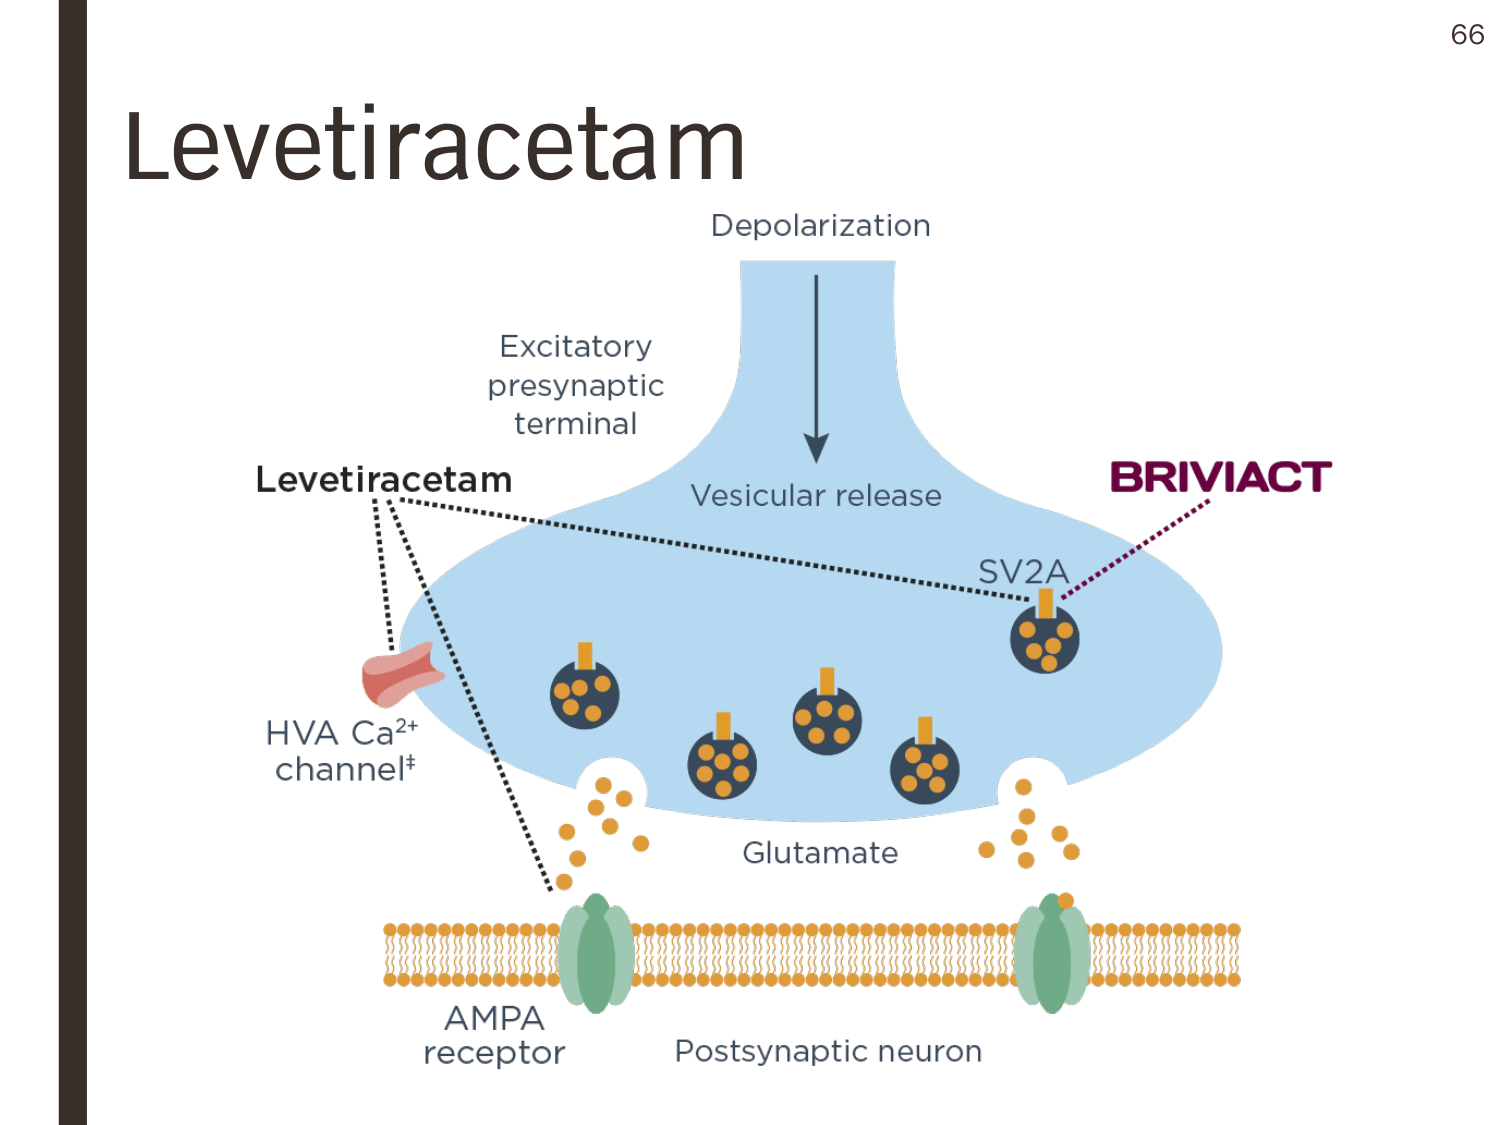 66
Levetiracetam
Depolarization
Excitatory
presynaptic
terminal
Levetiracetam
Vesicular release
BRIVIACT
SV2A
HVA Ca²⁺
channel‡
Glutamate
AMPA
receptor
Postsynaptic neuron